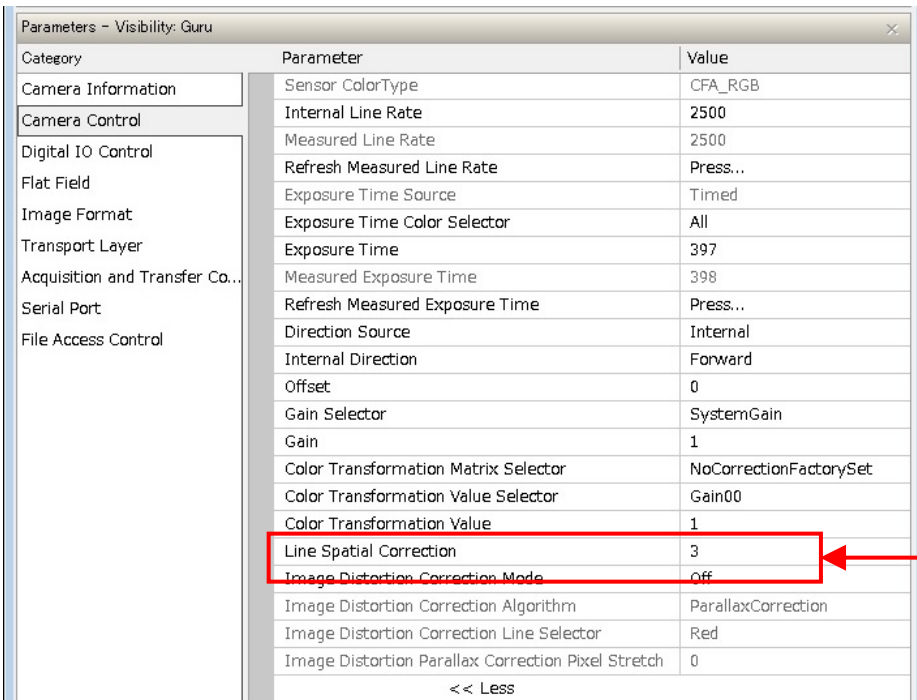 Parameters - Visibility: Guru
Category
Camera Information
Camera Control
Digital IO Control
Flat Field
Image Format
Transport Layer
Acquisition and Transfer Co...
Serial Port
File Access Control
Parameter Value
Sensor ColorType CFA_RGB
Internal Line Rate 2500
Measured Line Rate 2500
Refresh Measured Line Rate Press...
Exposure Time Source Timed
Exposure Time Color Selector All
Exposure Time 397
Measured Exposure Time 398
Refresh Measured Exposure Time Press...
Direction Source Internal
Internal Direction Forward
Offset 0
Gain Selector SystemGain
Gain 1
Color Transformation Matrix Selector NoCorrectionFactorySet
Color Transformation Value Selector Gain00
Color Transformation Value 1
Line Spatial Correction 3
Image Distortion Correction Mode Off
Image Distortion Correction Algorithm ParallaxCorrection
Image Distortion Correction Line Selector Red
Image Distortion Parallax Correction Pixel Stretch 0
<< Less